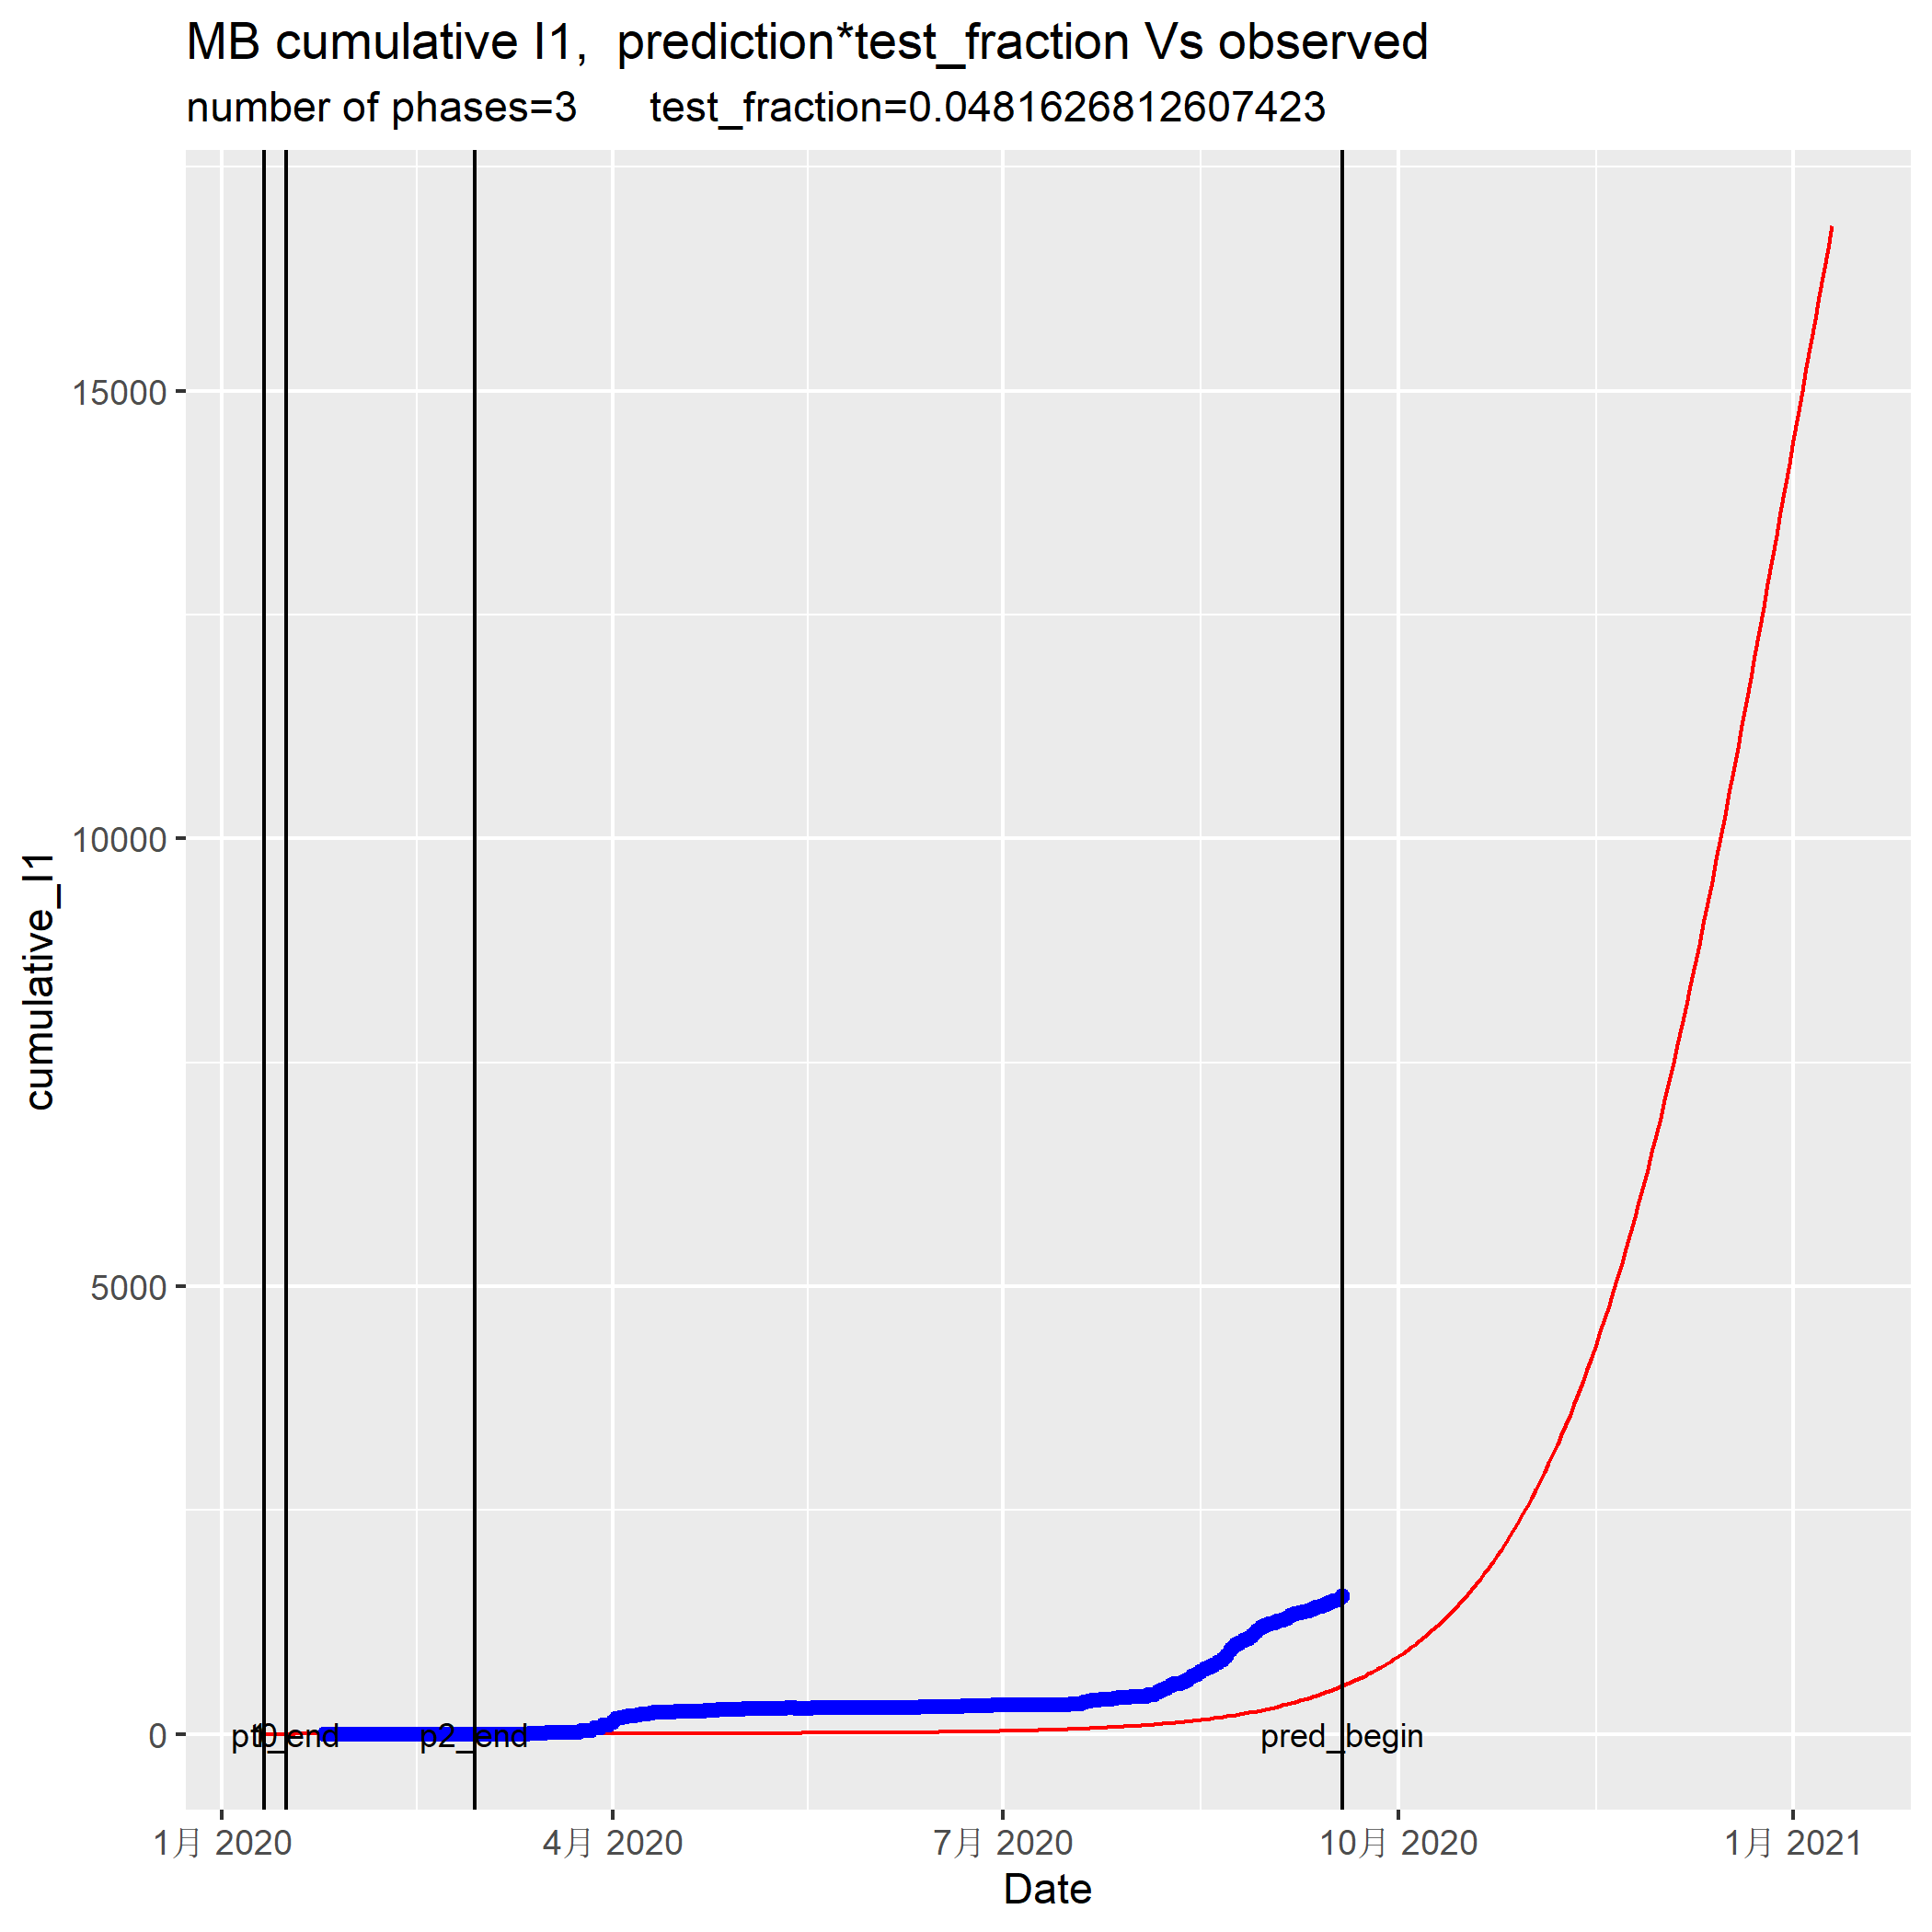 MB cumulative I1,  prediction*test_fraction Vs observed
number of phases=3      test_fraction=0.0481626812607423
cumulative_I1
15000
10000
5000
0
p2_end
pred_begin
1月 2020
4月 2020
7月 2020
10月 2020
1月 2021
Date